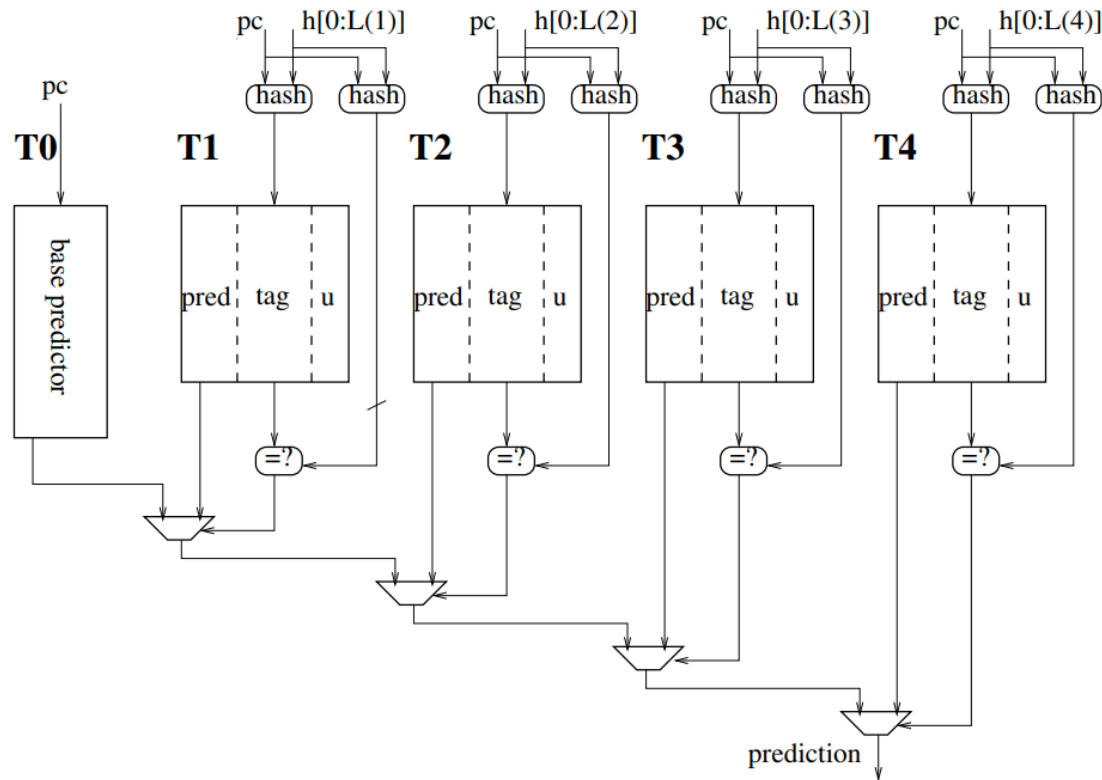 pc h[0:L(1)] pc h[0:L(2)] pc h[0:L(3)] pc h[0:L(4)]
pc
hash hash hash hash hash hash hash hash
T0 T1 T2 T3 T4
base predictor
pred tag u pred tag u pred tag u pred tag u
=? =? =? =?
prediction